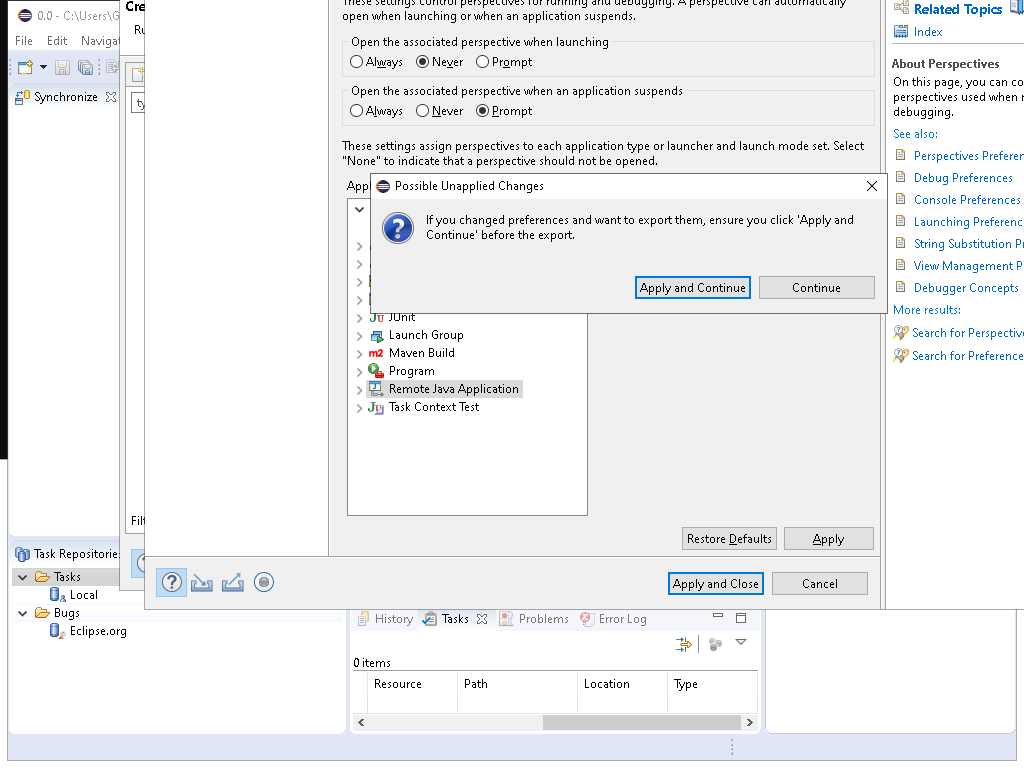 0.0 - C:\Users\G
File Edit Navigat
Synchronize
Cre
Ru
ty
Filt
These settings control perspectives for running and debugging. A perspective can automatically
open when launching or when an application suspends.
Open the associated perspective when launching
Always Never Prompt
Open the associated perspective when an application suspends
Always Never Prompt
These settings assign perspectives to each application type or launcher and launch mode set. Select
"None" to indicate that a perspective should not be opened.
Appl
Possible Unapplied Changes
If you changed preferences and want to export them, ensure you click 'Apply and
Continue' before the export.
Apply and Continue Continue
JUnit
Launch Group
m2 Maven Build
Program
Remote Java Application
Ju Task Context Test
Restore Defaults Apply
Apply and Close Cancel
Related Topics
Index
About Perspectives
On this page, you can co
perspectives used when r
debugging.
See also:
Perspectives Preferer
Debug Preferences
Console Preferences
Launching Preferenc
String Substitution Pr
View Management P
Debugger Concepts
More results:
Search for Perspective
Search for Preference
Task Repositories
Tasks
Local
Bugs
Eclipse.org
History Tasks Problems Error Log
0 items
Resource Path Location Type